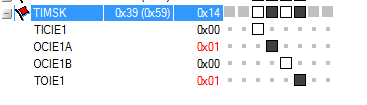 TIMSK 0x39 (0x59) 0x14
TICIE1 0x00
OCIE1A 0x01
OCIE1B 0x00
TOIE1 0x01